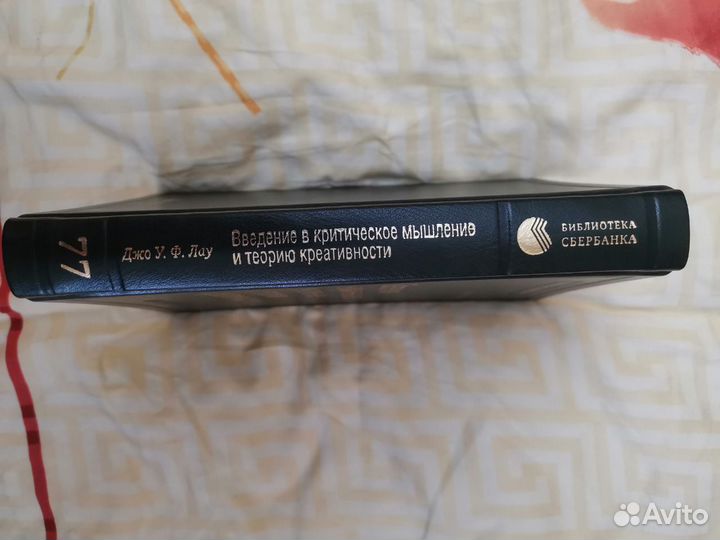 77
Джо У. Ф. Лау
Введение в критическое мышление
и теорию креативности
БИБЛИОТЕКА
СБЕРБАНКА
Avito